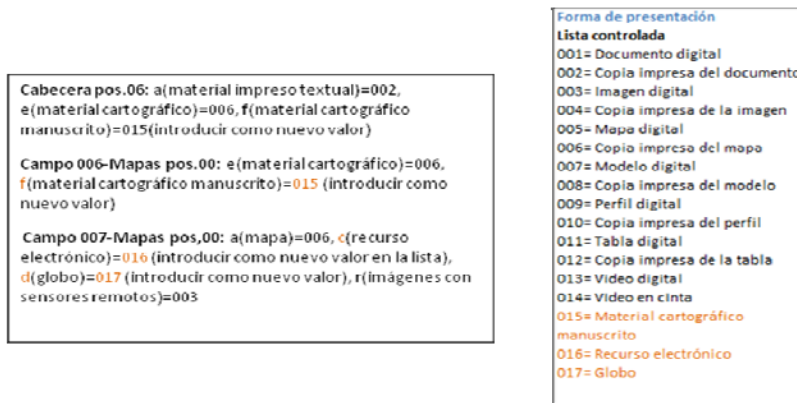 Cabecera pos.06: a(material impreso textual)=002,
e(material cartográfico)=006, f(material cartográfico
manuscrito)=015(introducir como nuevo valor)
Campo 006-Mapas pos.00: e(material cartográfico)=006,
f(material cartográfico manuscrito)=015 (introducir como
nuevo valor)
Campo 007-Mapas pos,00: a(mapa)=006, c(recurso
electrónico)=016 (introducir como nuevo valor en la lista),
d(globo)=017 (introducir como nuevo valor), r(imágenes con
sensores remotos)=003
Forma de presentación
Lista controlada
001= Documento digital
002= Copia impresa del documento
003= Imagen digital
004= Copia impresa de la imagen
005= Mapa digital
006= Copia impresa del mapa
007= Modelo digital
008= Copia impresa del modelo
009= Perfil digital
010= Copia impresa del perfil
011= Tabla digital
012= Copia impresa de la tabla
013= Video digital
014= Video en cinta
015= Material cartográfico
manuscrito
016= Recurso electrónico
017= Globo